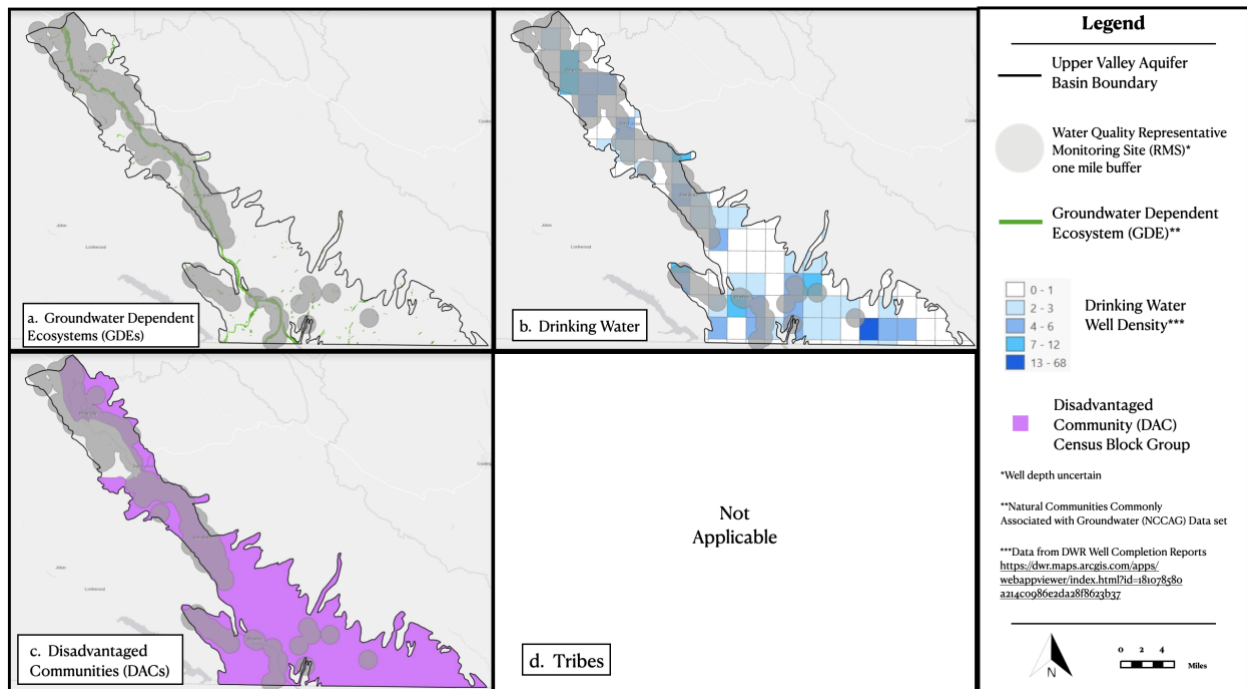 a. Groundwater Dependent
Ecosystems (GDEs)
b. Drinking Water
c. Disadvantaged
Communities (DACs)
Not
Applicable
d. Tribes
Legend
Upper Valley Aquifer
Basin Boundary
Water Quality Representative
Monitoring Site (RMS)*
one mile buffer
Groundwater Dependent
Ecosystem (GDE)**
0 - 1
2 - 3
4 - 6
7 - 12
13 - 68
Drinking Water
Well Density***
Disadvantaged
Community (DAC)
Census Block Group
*Well depth uncertain
**Natural Communities Commonly
Associated with Groundwater (NCCAG) Data set
***Data from DWR Well Completion Reports
https://dwr.maps.arcgis.com/apps/
webappviewer/index.html?id=181078580
a214c0986e2da28f8623b37
N
0 2 4
Miles